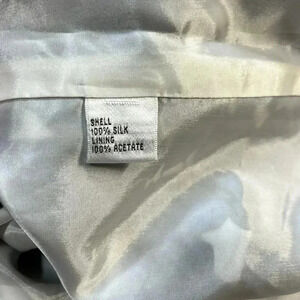 SHELL
100% SILK
LINING
100% ACETATE